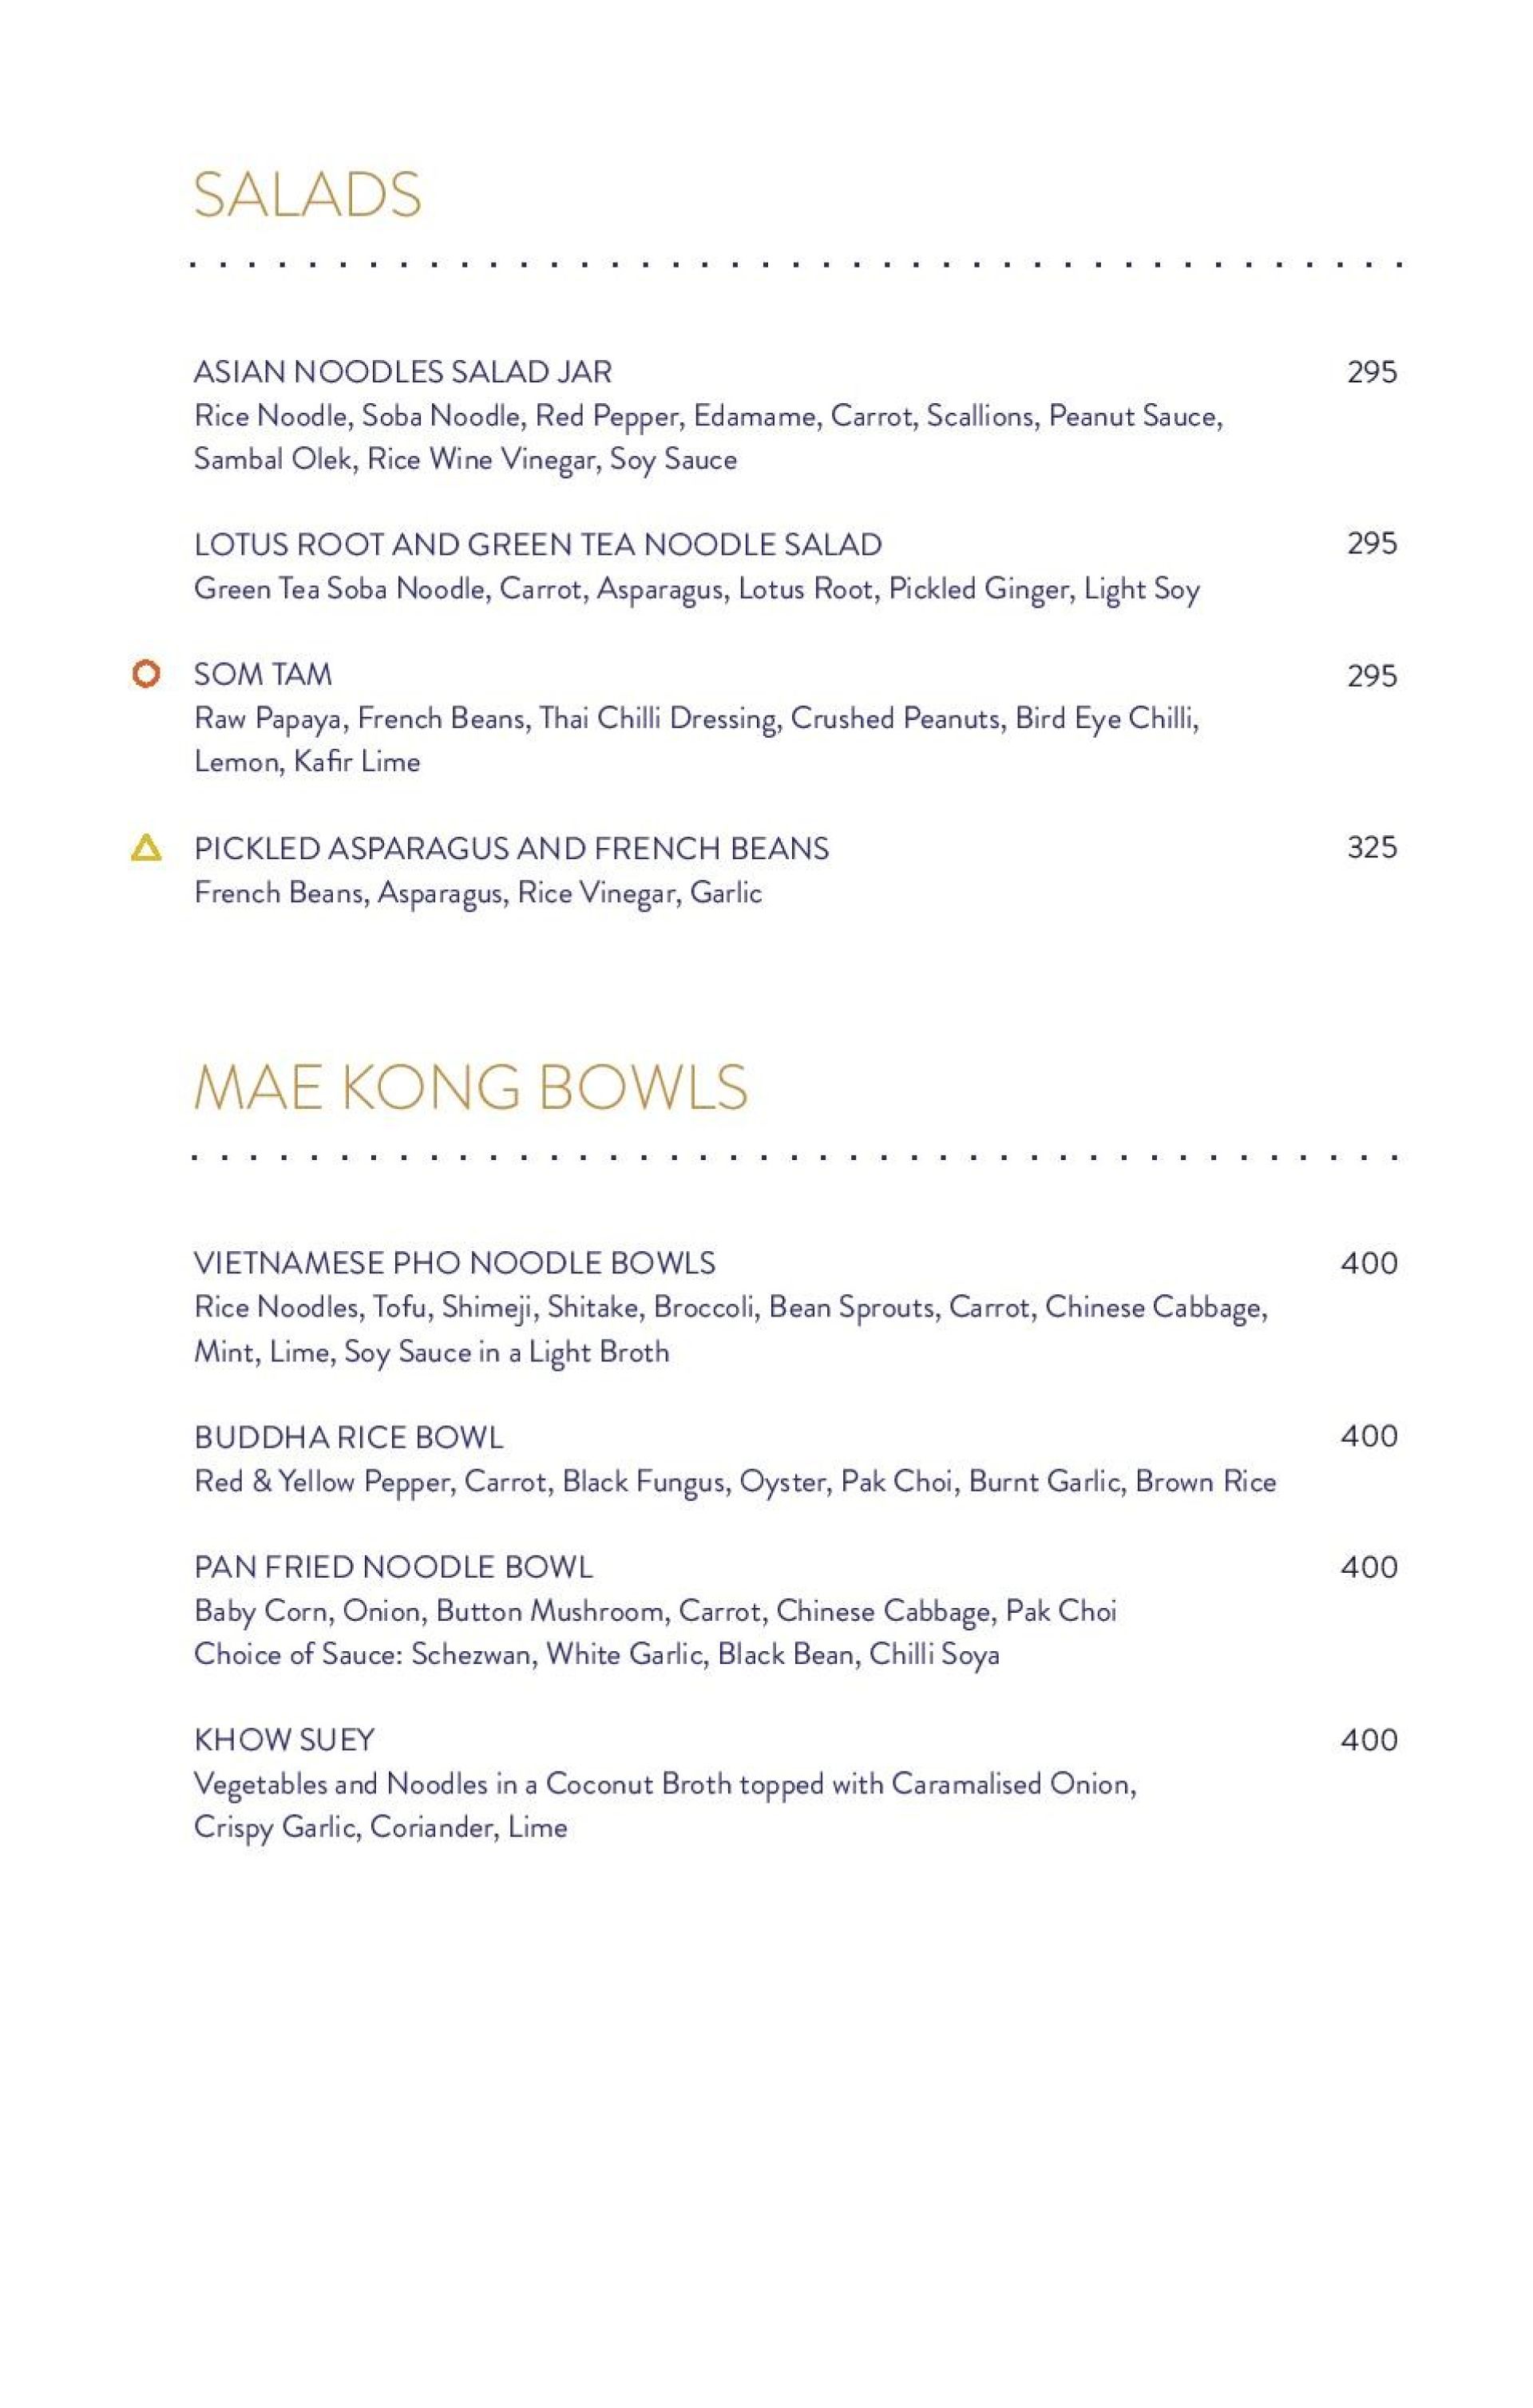 SALADS
ASIAN NOODLES SALAD JAR 295
Rice Noodle, Soba Noodle, Red Pepper, Edamame, Carrot, Scallions, Peanut Sauce,
Sambal Olek, Rice Wine Vinegar, Soy Sauce
LOTUS ROOT AND GREEN TEA NOODLE SALAD 295
Green Tea Soba Noodle, Carrot, Asparagus, Lotus Root, Pickled Ginger, Light Soy
SOM TAM 295
Raw Papaya, French Beans, Thai Chilli Dressing, Crushed Peanuts, Bird Eye Chilli,
Lemon, Kafir Lime
PICKLED ASPARAGUS AND FRENCH BEANS 325
French Beans, Asparagus, Rice Vinegar, Garlic
MAE KONG BOWLS
VIETNAMESE PHO NOODLE BOWLS 400
Rice Noodles, Tofu, Shimeji, Shitake, Broccoli, Bean Sprouts, Carrot, Chinese Cabbage,
Mint, Lime, Soy Sauce in a Light Broth
BUDDHA RICE BOWL 400
Red & Yellow Pepper, Carrot, Black Fungus, Oyster, Pak Choi, Burnt Garlic, Brown Rice
PAN FRIED NOODLE BOWL 400
Baby Corn, Onion, Button Mushroom, Carrot, Chinese Cabbage, Pak Choi
Choice of Sauce: Schezwan, White Garlic, Black Bean, Chilli Soya
KHOW SUEY 400
Vegetables and Noodles in a Coconut Broth topped with Caramalised Onion,
Crispy Garlic, Coriander, Lime